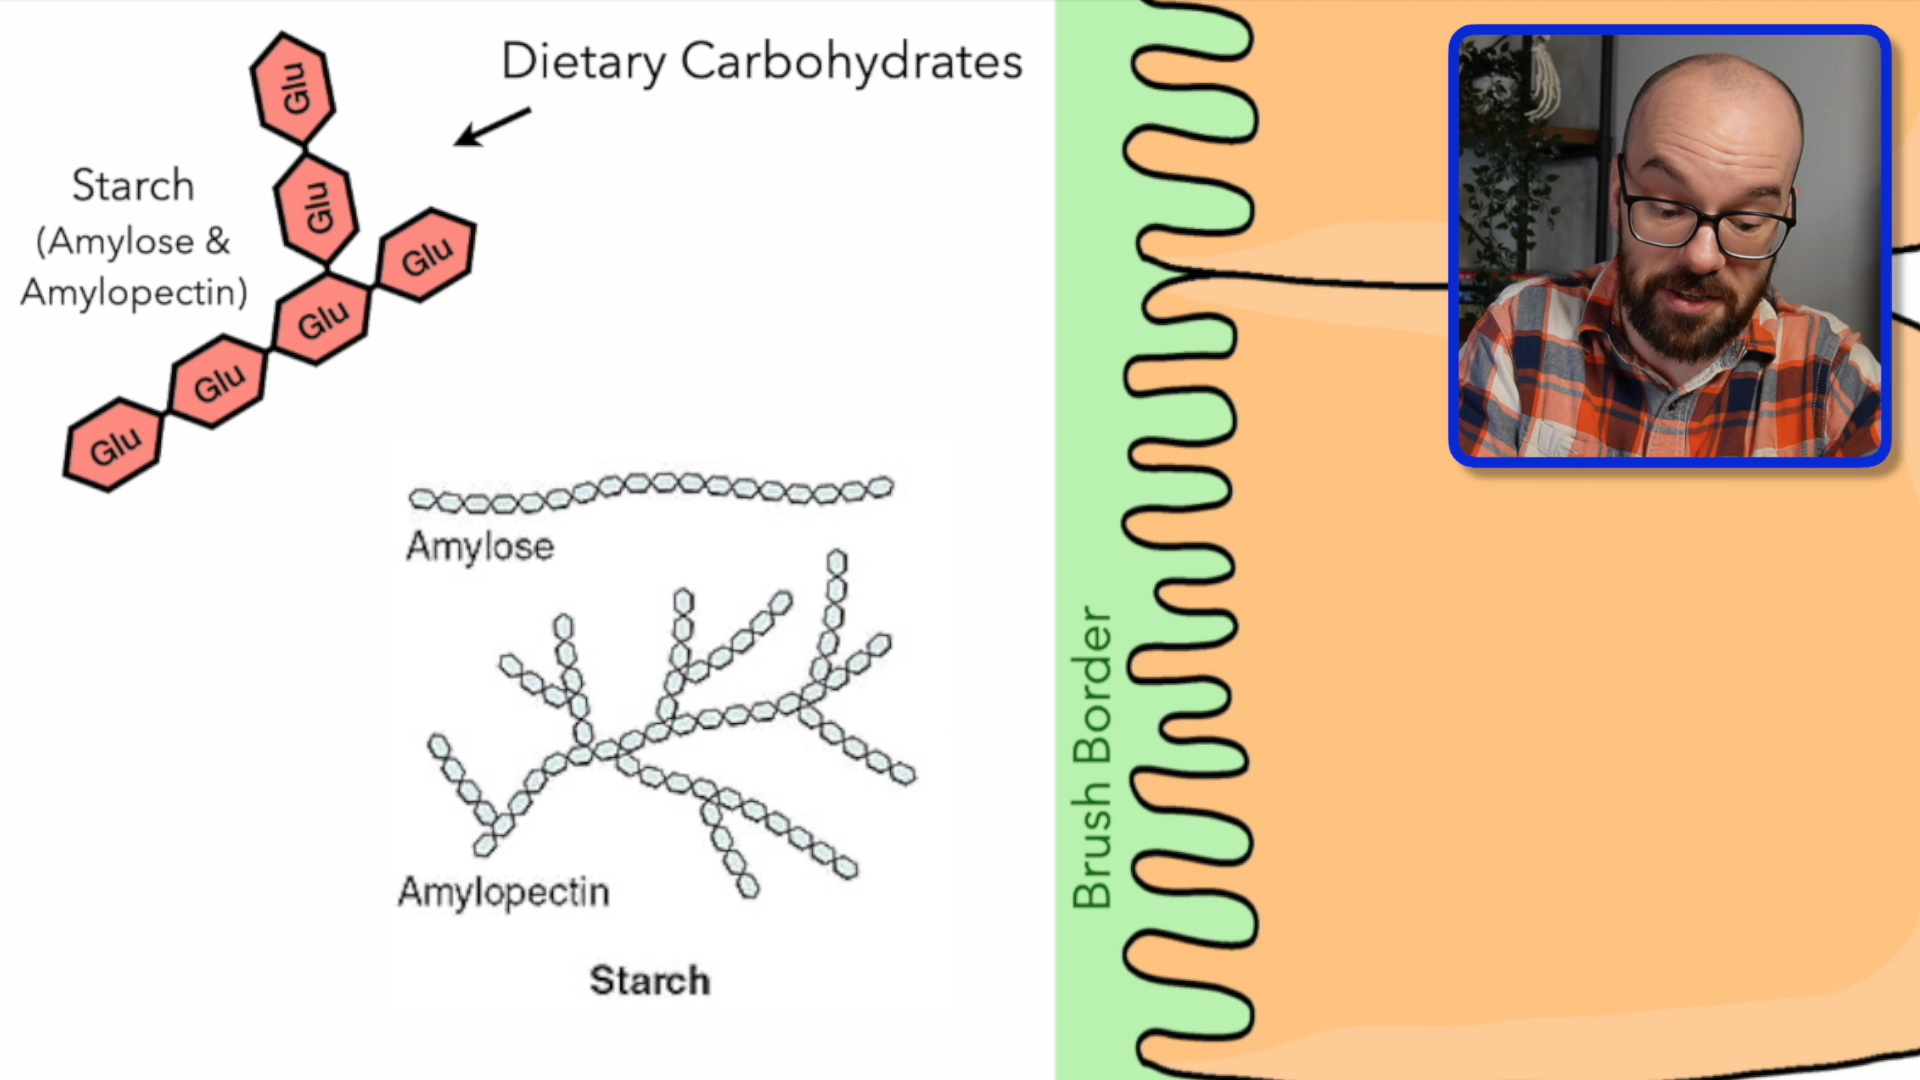 Dietary Carbohydrates
Glu
Glu
Starch
(Amylose &
Amylopectin)
Glu
Glu
Glu
Glu
Amylose
Amylopectin
Starch
Brush Border